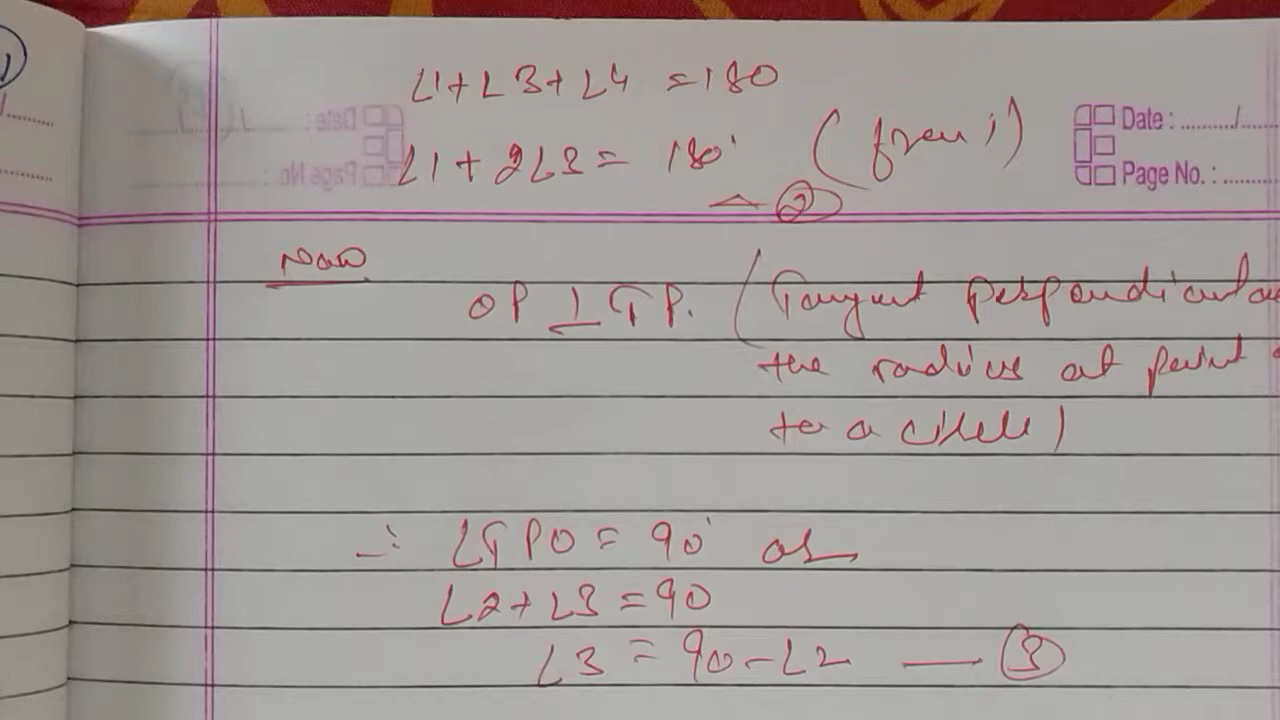 ∠1+∠3+∠4 =180
∠1 + 2∠3 = 180° (from 1)
— ②
Date : ......../....
Page No. : ........
Now
OP ⊥ TP. (Tangent perpendicular
the radius at point
to a circle)
∴ ∠TPO = 90° or
∠2+∠3 =90
∠3 = 90-∠2 — ③